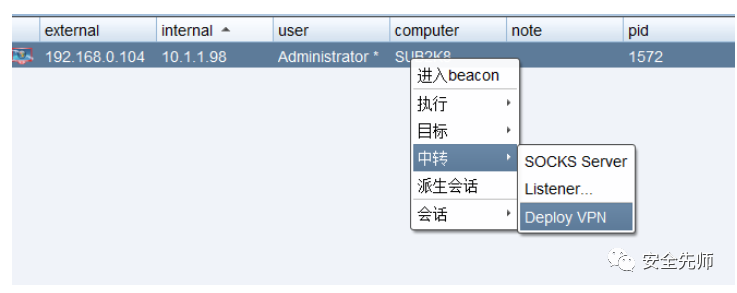 external internal user computer note pid
192.168.0.104 10.1.1.98 Administrator * SUB2K8 1572
进入beacon
执行
目标
中转
派生会话
会话
SOCKS Server
Listener...
Deploy VPN
安全先师